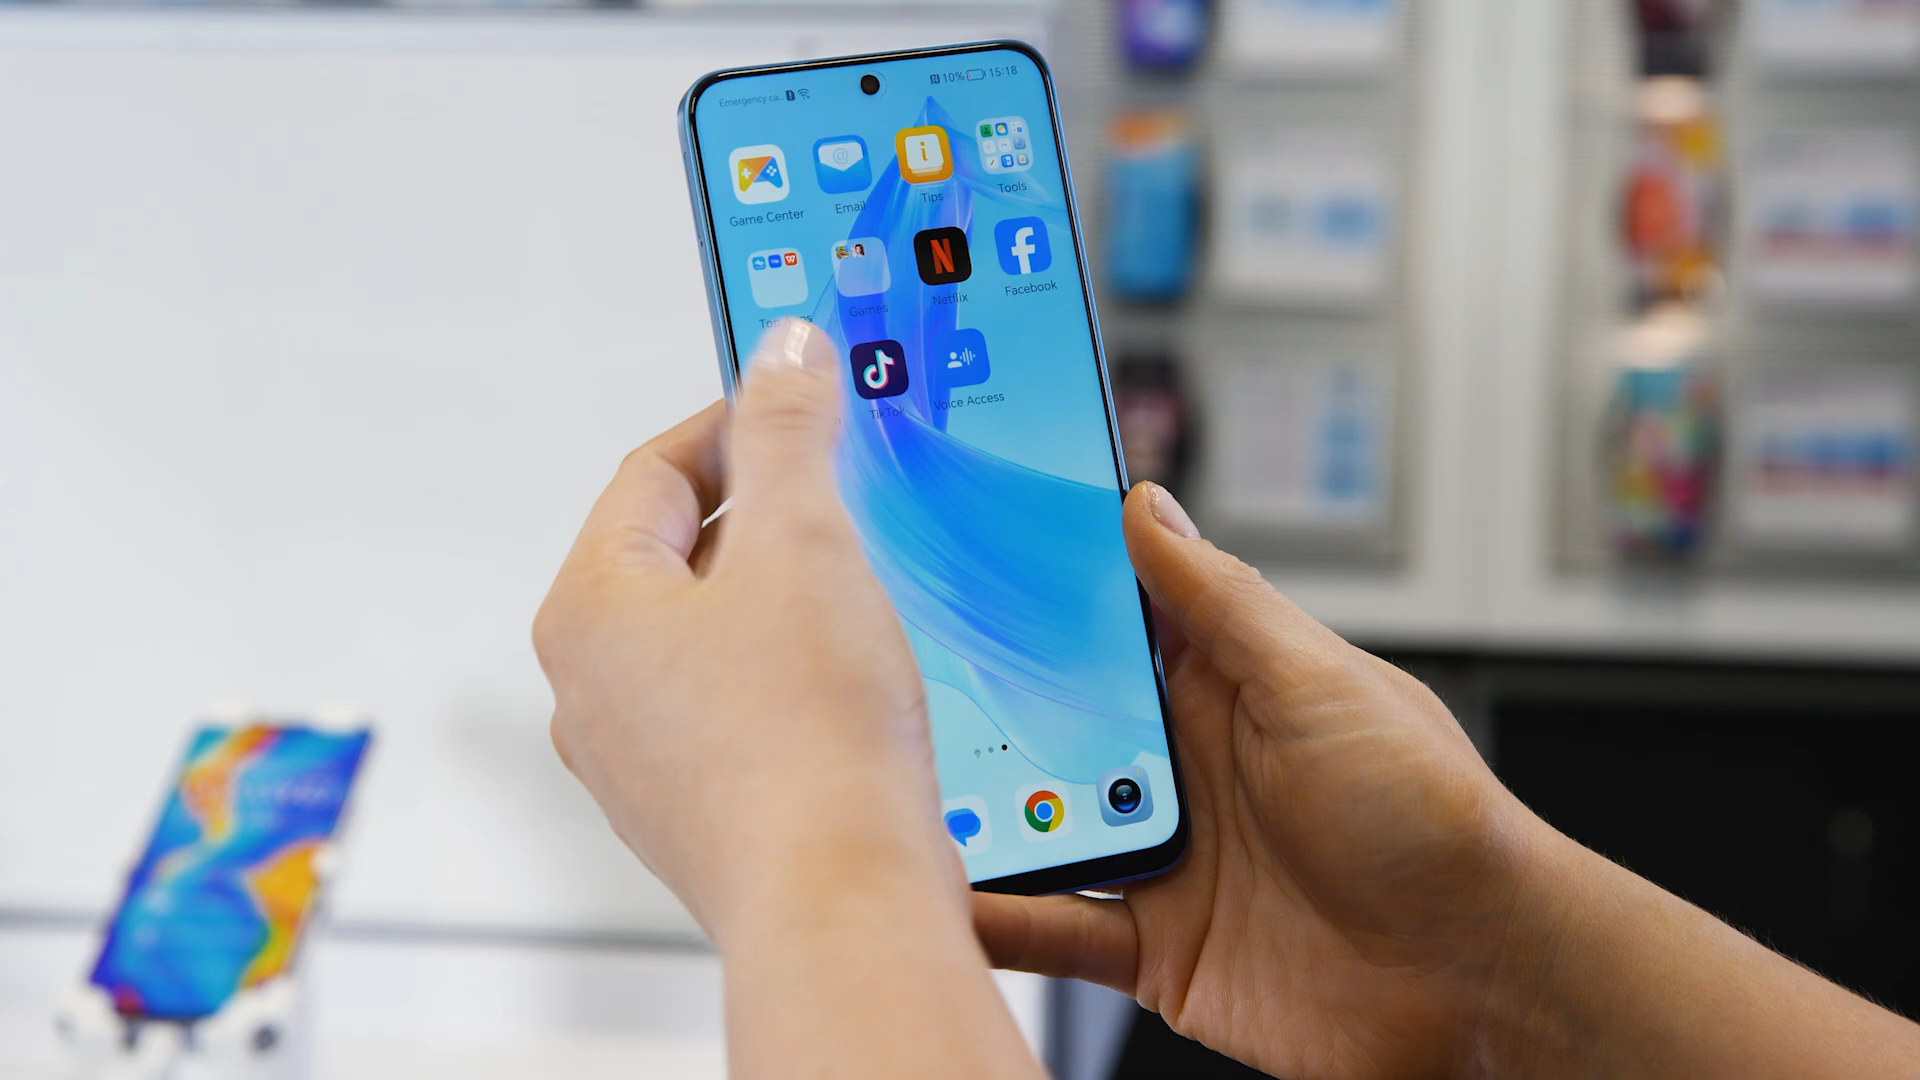 Emergency ca... 10% 15:18
Game Center Email Tips Tools
Games Netflix Facebook
TikTok Voice Access